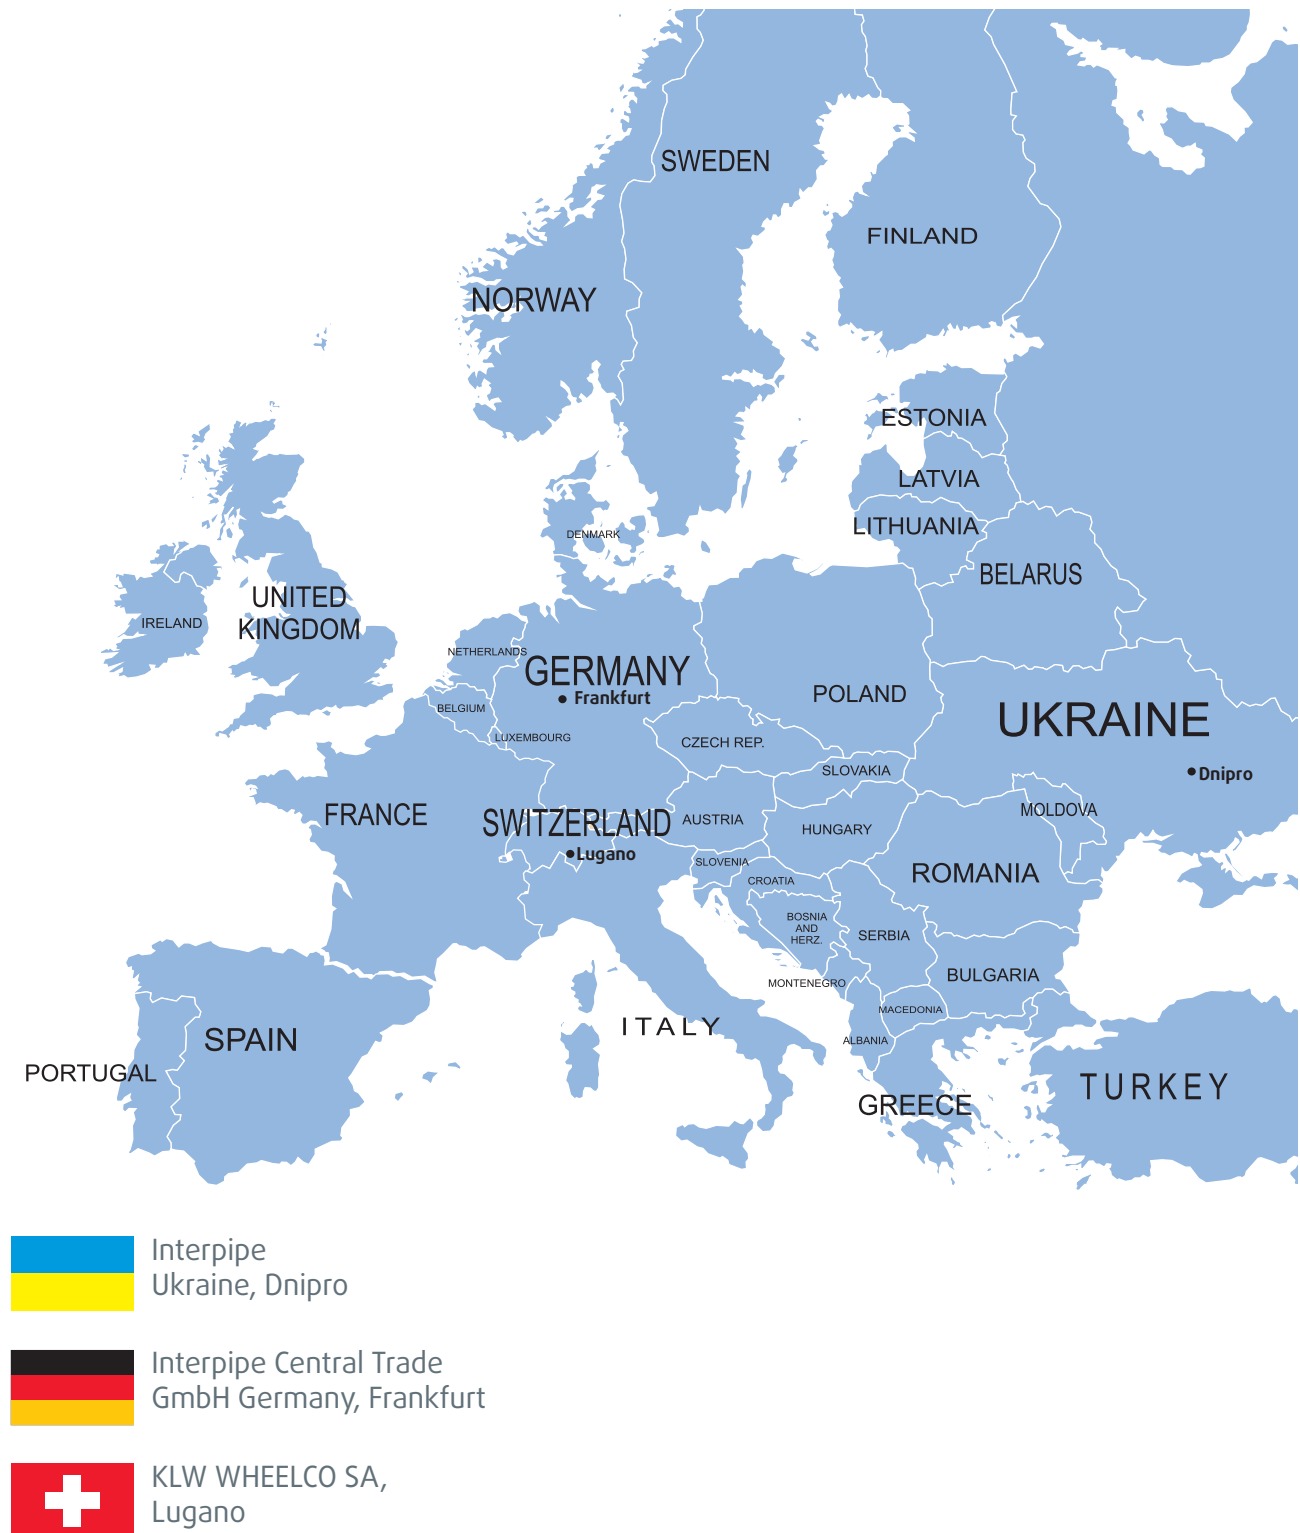 SWEDEN
FINLAND
NORWAY
ESTONIA
LATVIA
LITHUANIA
DENMARK
BELARUS
UNITED
KINGDOM
IRELAND
NETHERLANDS
GERMANY
Frankfurt
POLAND
BELGIUM
UKRAINE
LUXEMBOURG
CZECH REP.
SLOVAKIA
Dnipro
MOLDOVA
FRANCE
SWITZERLAND
AUSTRIA
HUNGARY
Lugano
SLOVENIA
ROMANIA
CROATIA
BOSNIA
AND
HERZ.
SERBIA
BULGARIA
MONTENEGRO
MACEDONIA
ITALY
SPAIN
ALBANIA
PORTUGAL
TURKEY
GREECE
Interpipe
Ukraine, Dnipro
Interpipe Central Trade
GmbH Germany, Frankfurt
KLW WHEELCO SA,
Lugano